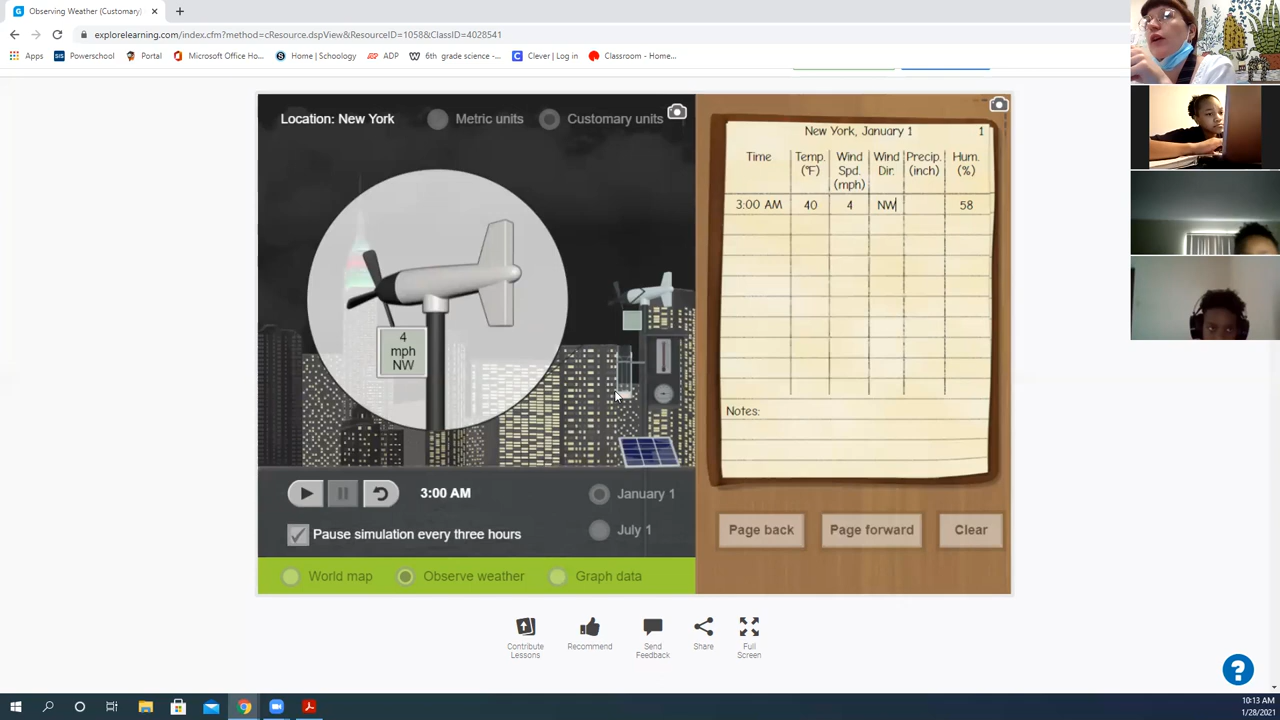 Observing Weather (Customary)
explorelearning.com/index.cfm?method=cResource.dspView&ResourceID=1058&ClassID=4028541
Apps Powerschool Portal Microsoft Office Ho... Home | Schoology ADP 6th grade science -... Clever | Log in Classroom - Home...
Location: New York Metric units Customary units
4
mph
NW
3:00 AM
January 1
July 1
Pause simulation every three hours
World map Observe weather Graph data
New York, January 1 1
Time Temp. (°F) Wind Spd. (mph) Wind Dir. Precip. (inch) Hum. (%)
3:00 AM 40 4 NW 58
Notes:
Page back Page forward Clear
Contribute Lessons Recommend Send Feedback Share Full Screen
?
10:13 AM
1/28/2021